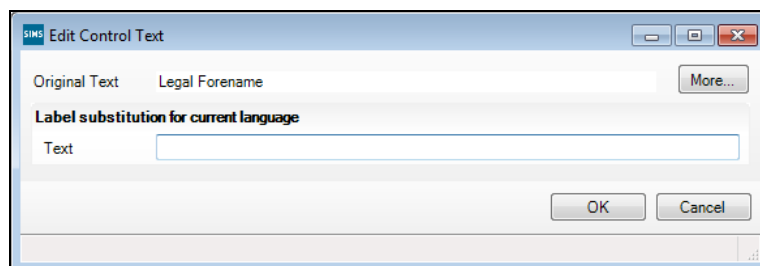 SIMS Edit Control Text
Original Text Legal Forename More...
Label substitution for current language
Text
OK Cancel